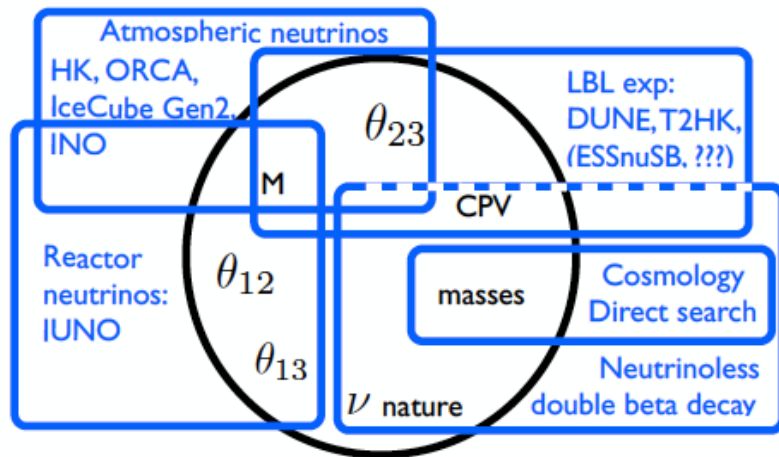 Atmospheric neutrinos
HK, ORCA,
IceCube Gen2,
INO
LBL exp:
DUNE, T2HK,
(ESSnuSB, ???)
θ₂₃
M
CPV
Reactor
neutrinos:
JUNO
θ₁₂
θ₁₃
masses
Cosmology
Direct search
ν nature
Neutrinoless
double beta decay